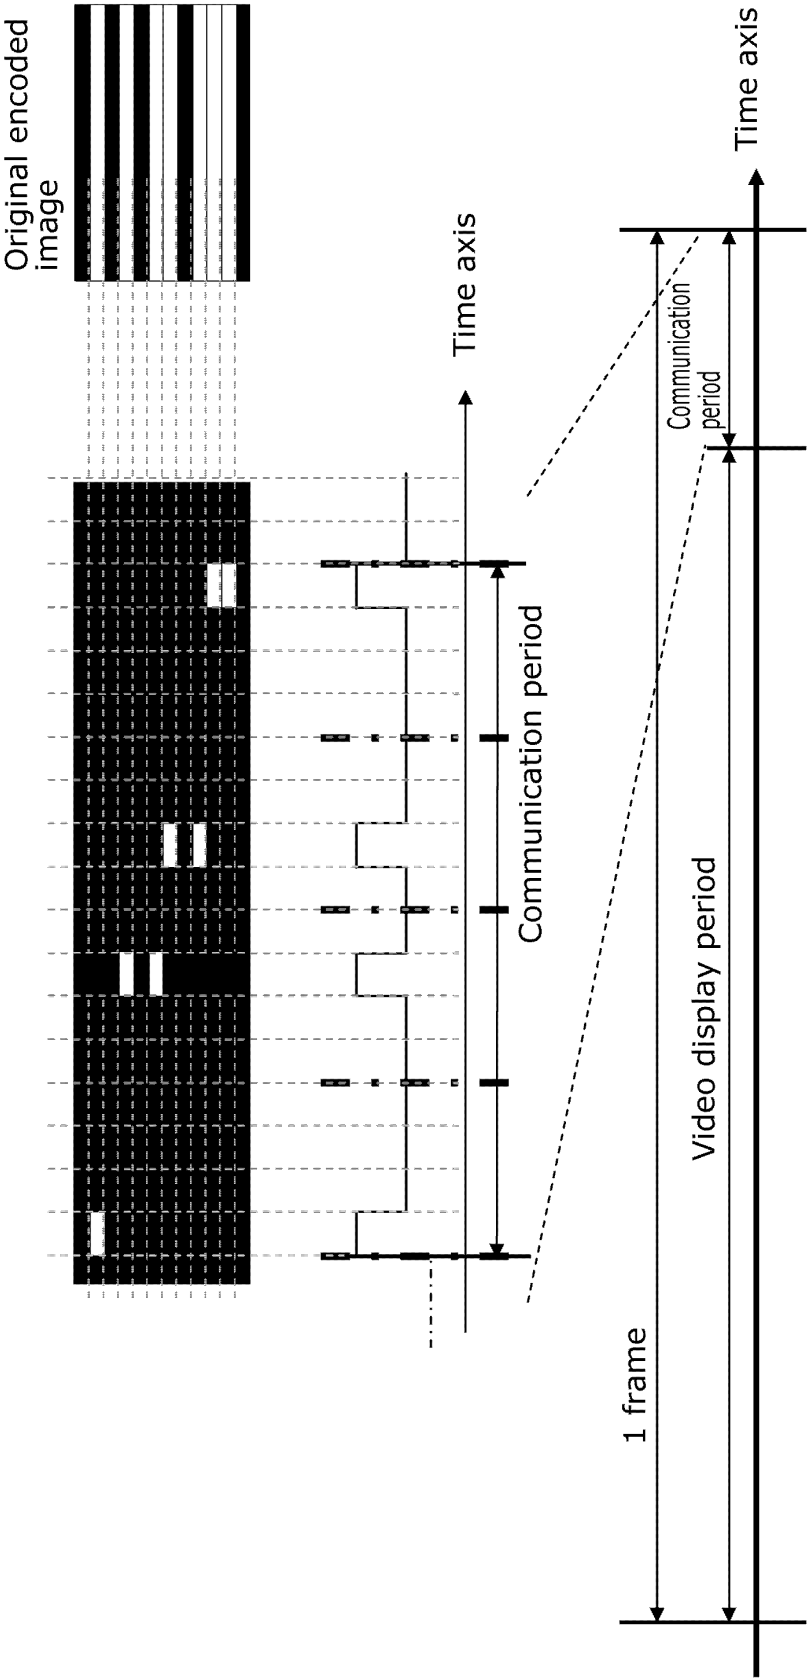 Original encoded
image
Time axis
Communication period
Time axis
Communication
period
Video display period
1 frame